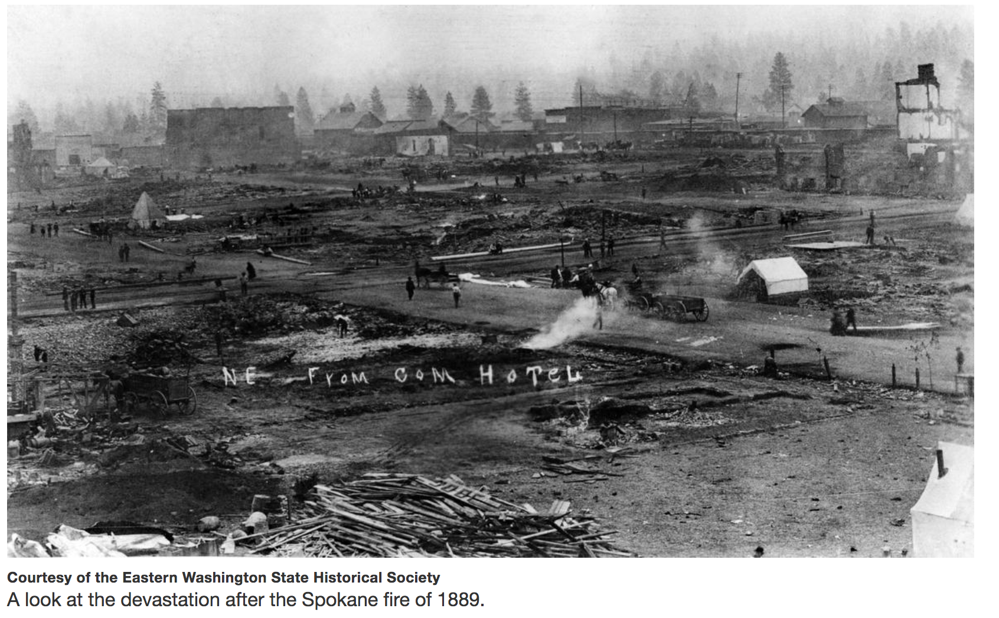 NE FroM COM HoTeL
Courtesy of the Eastern Washington State Historical Society
A look at the devastation after the Spokane fire of 1889.